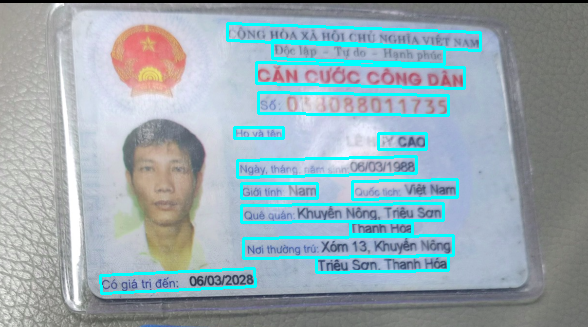 CỘNG HÒA XÃ HỘI CHỦ NGHĨA VIỆT NAM
Độc lập - Tự do - Hạnh phúc
CĂN CƯỚC CÔNG DÂN
Số: 038088011735
Họ và tên
LÊ HUY CAO
Ngày, tháng, năm sinh: 06/03/1988
Giới tính: Nam Quốc tịch: Việt Nam
Quê quán: Khuyến Nông, Triệu Sơn
Thanh Hóa
Nơi thường trú: Xóm 13, Khuyến Nông
Triệu Sơn, Thanh Hóa
Có giá trị đến: 06/03/2028